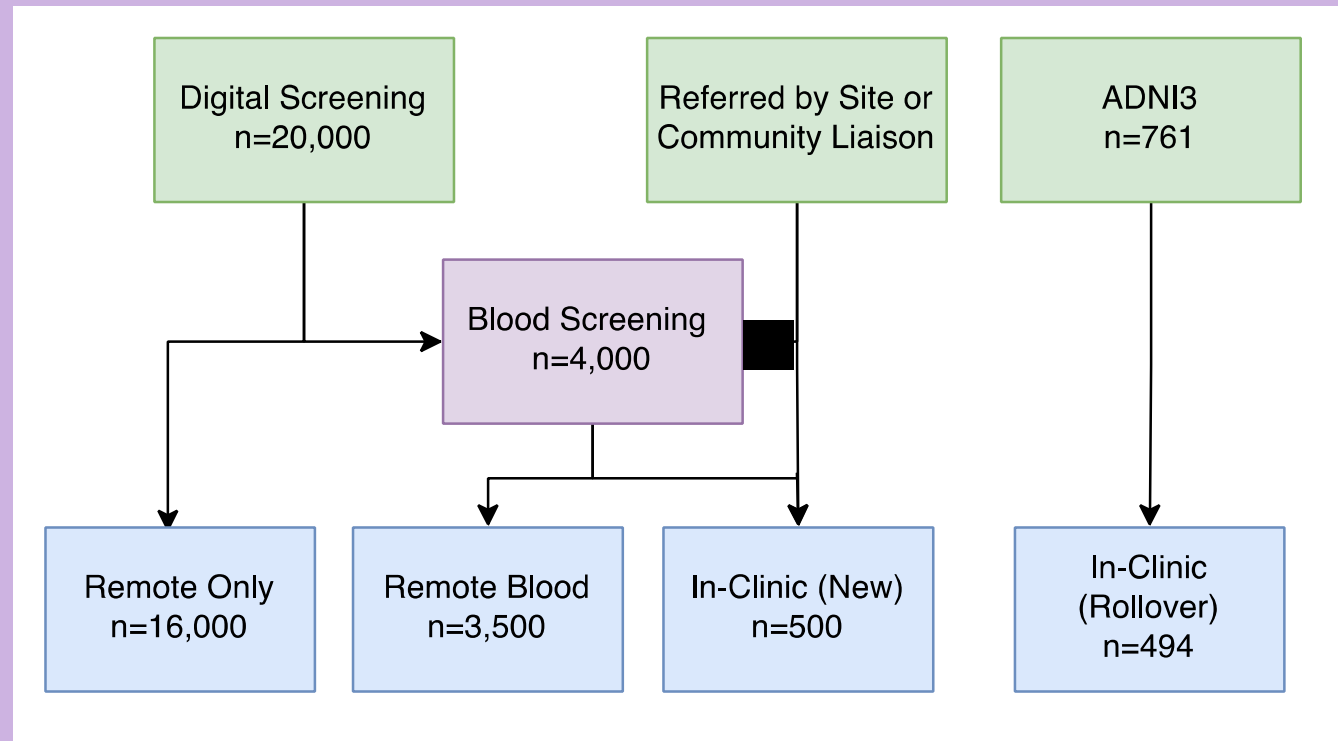 Digital Screening
n=20,000
Referred by Site or
Community Liaison
ADNI3
n=761
Blood Screening
n=4,000
Remote Only
n=16,000
Remote Blood
n=3,500
In-Clinic (New)
n=500
In-Clinic
(Rollover)
n=494